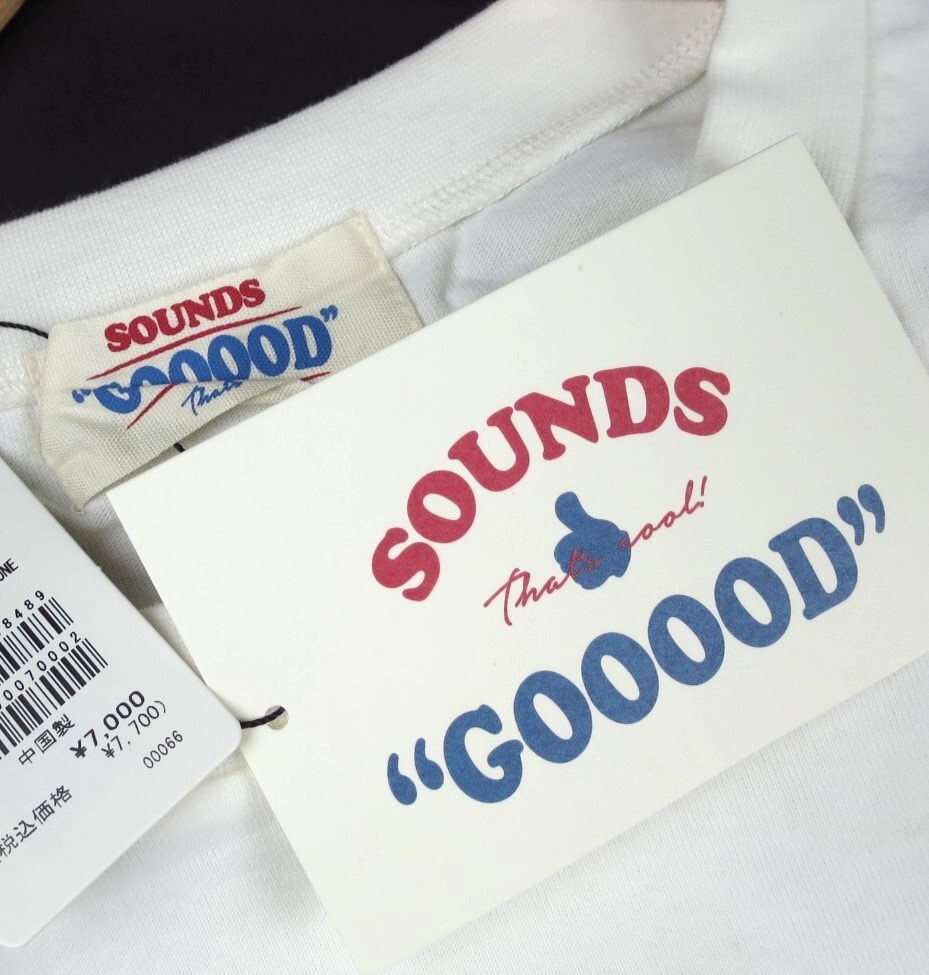 SOUNDS
“GOOOOD”
That's
SOUNDS
That's cool!
“GOOOOD”
ONE
8489
0070002
中国製
¥7,000
¥7,700)
00066
税込価格